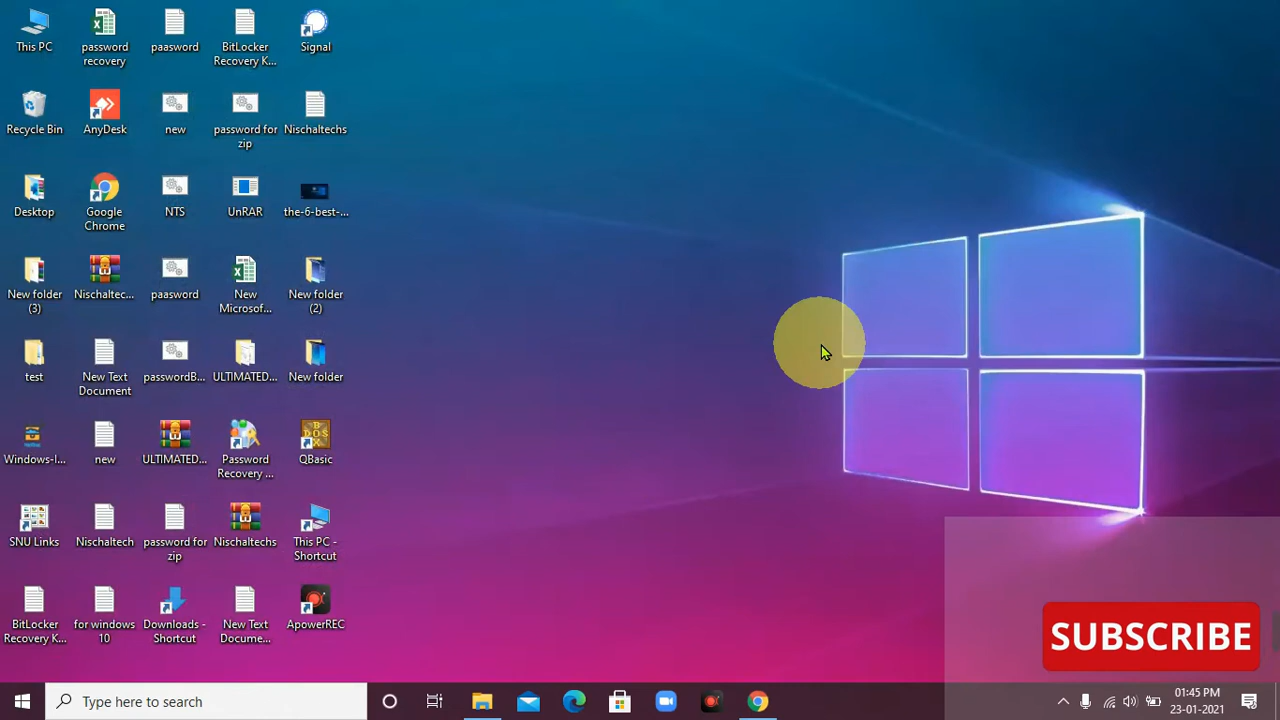 This PC
password
recovery
paasword
BitLocker
Recovery K...
Signal
Recycle Bin
AnyDesk
new
password for
zip
Nischaltechs
Desktop
Google
Chrome
NTS
UnRAR
the-6-best-...
New folder
(3)
Nischaltec...
paasword
New
Microsof...
New folder
(2)
test
New Text
Document
passwordB...
ULTIMATED...
New folder
Windows-I...
new
ULTIMATED...
Password
Recovery ...
QBasic
SNU Links
Nischaltech
password for
zip
Nischaltechs
This PC -
Shortcut
BitLocker
Recovery K...
for windows
10
Downloads -
Shortcut
New Text
Docume...
ApowerREC
SUBSCRIBE
Type here to search
01:45 PM
23-01-2021